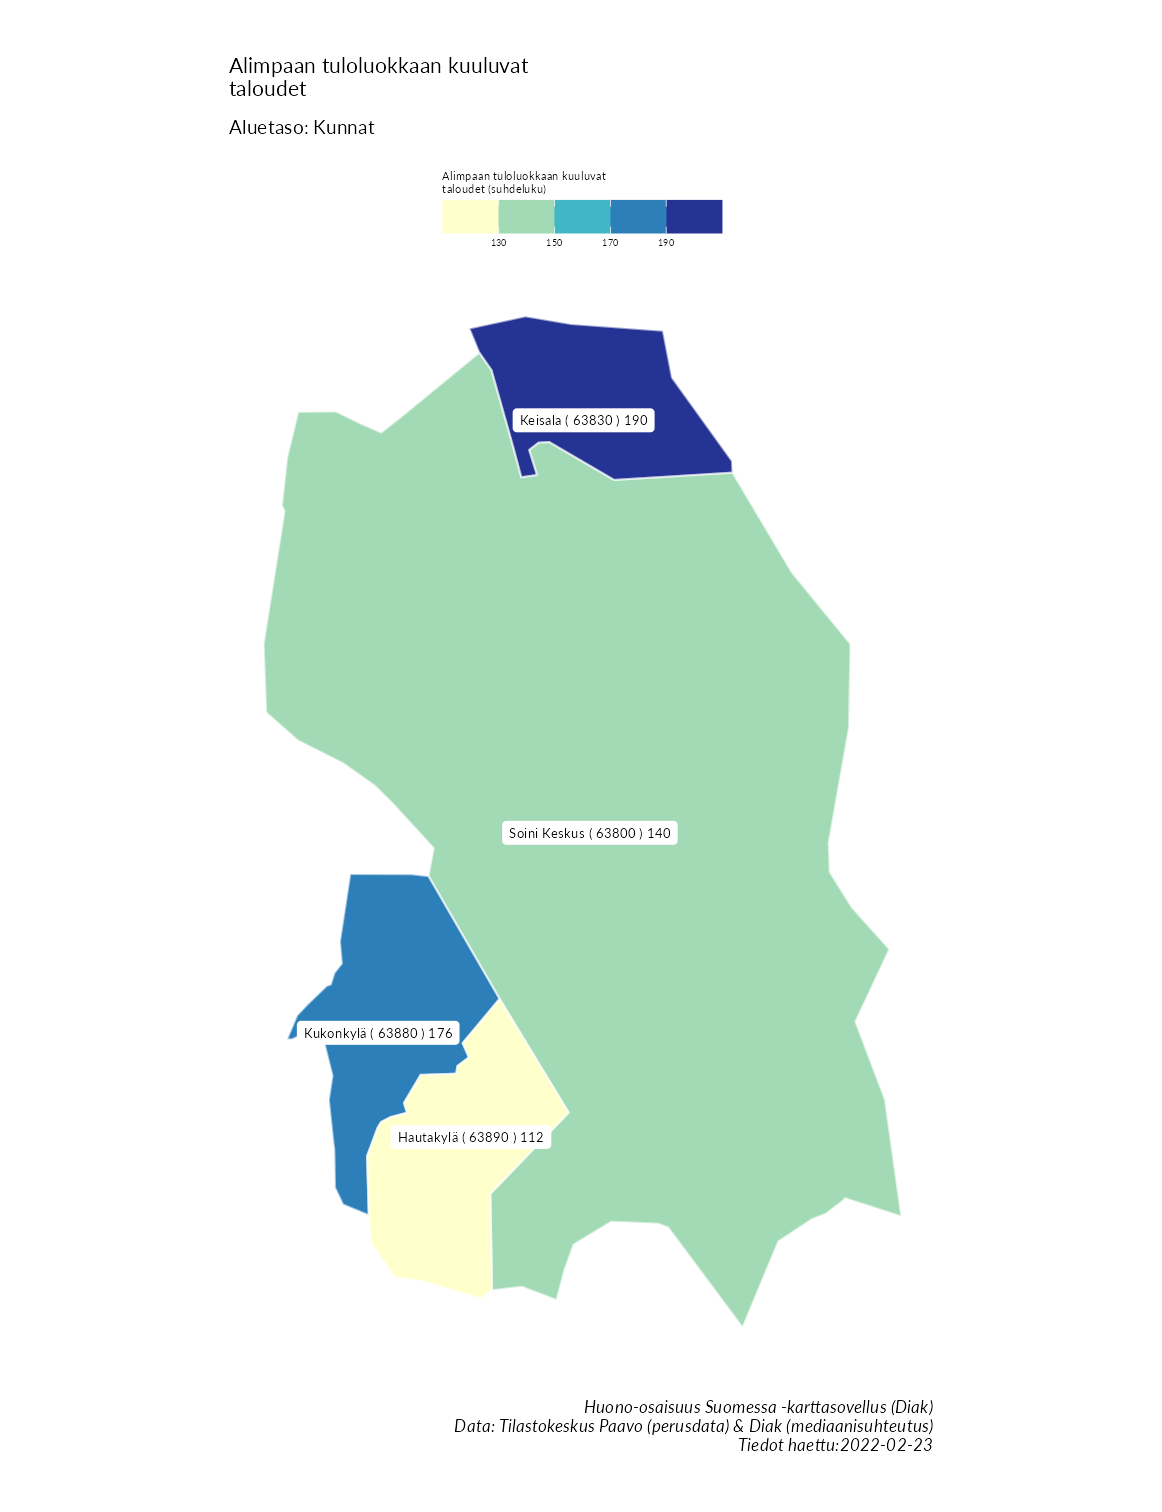 Alimpaan tuloluokkaan kuuluvat
taloudet
Aluetaso: Kunnat
Alimpaan tuloluokkaan kuuluvat
taloudet (suhdeluku)
130 150 170 190
Keisala ( 63830 ) 190
Soini Keskus ( 63800 ) 140
Kukonkylä ( 63880 ) 176
Hautakylä ( 63890 ) 112
Huono-osaisuus Suomessa -karttasovellus (Diak)
Data: Tilastokeskus Paavo (perusdata) & Diak (mediaanisuhteutus)
Tiedot haettu:2022-02-23